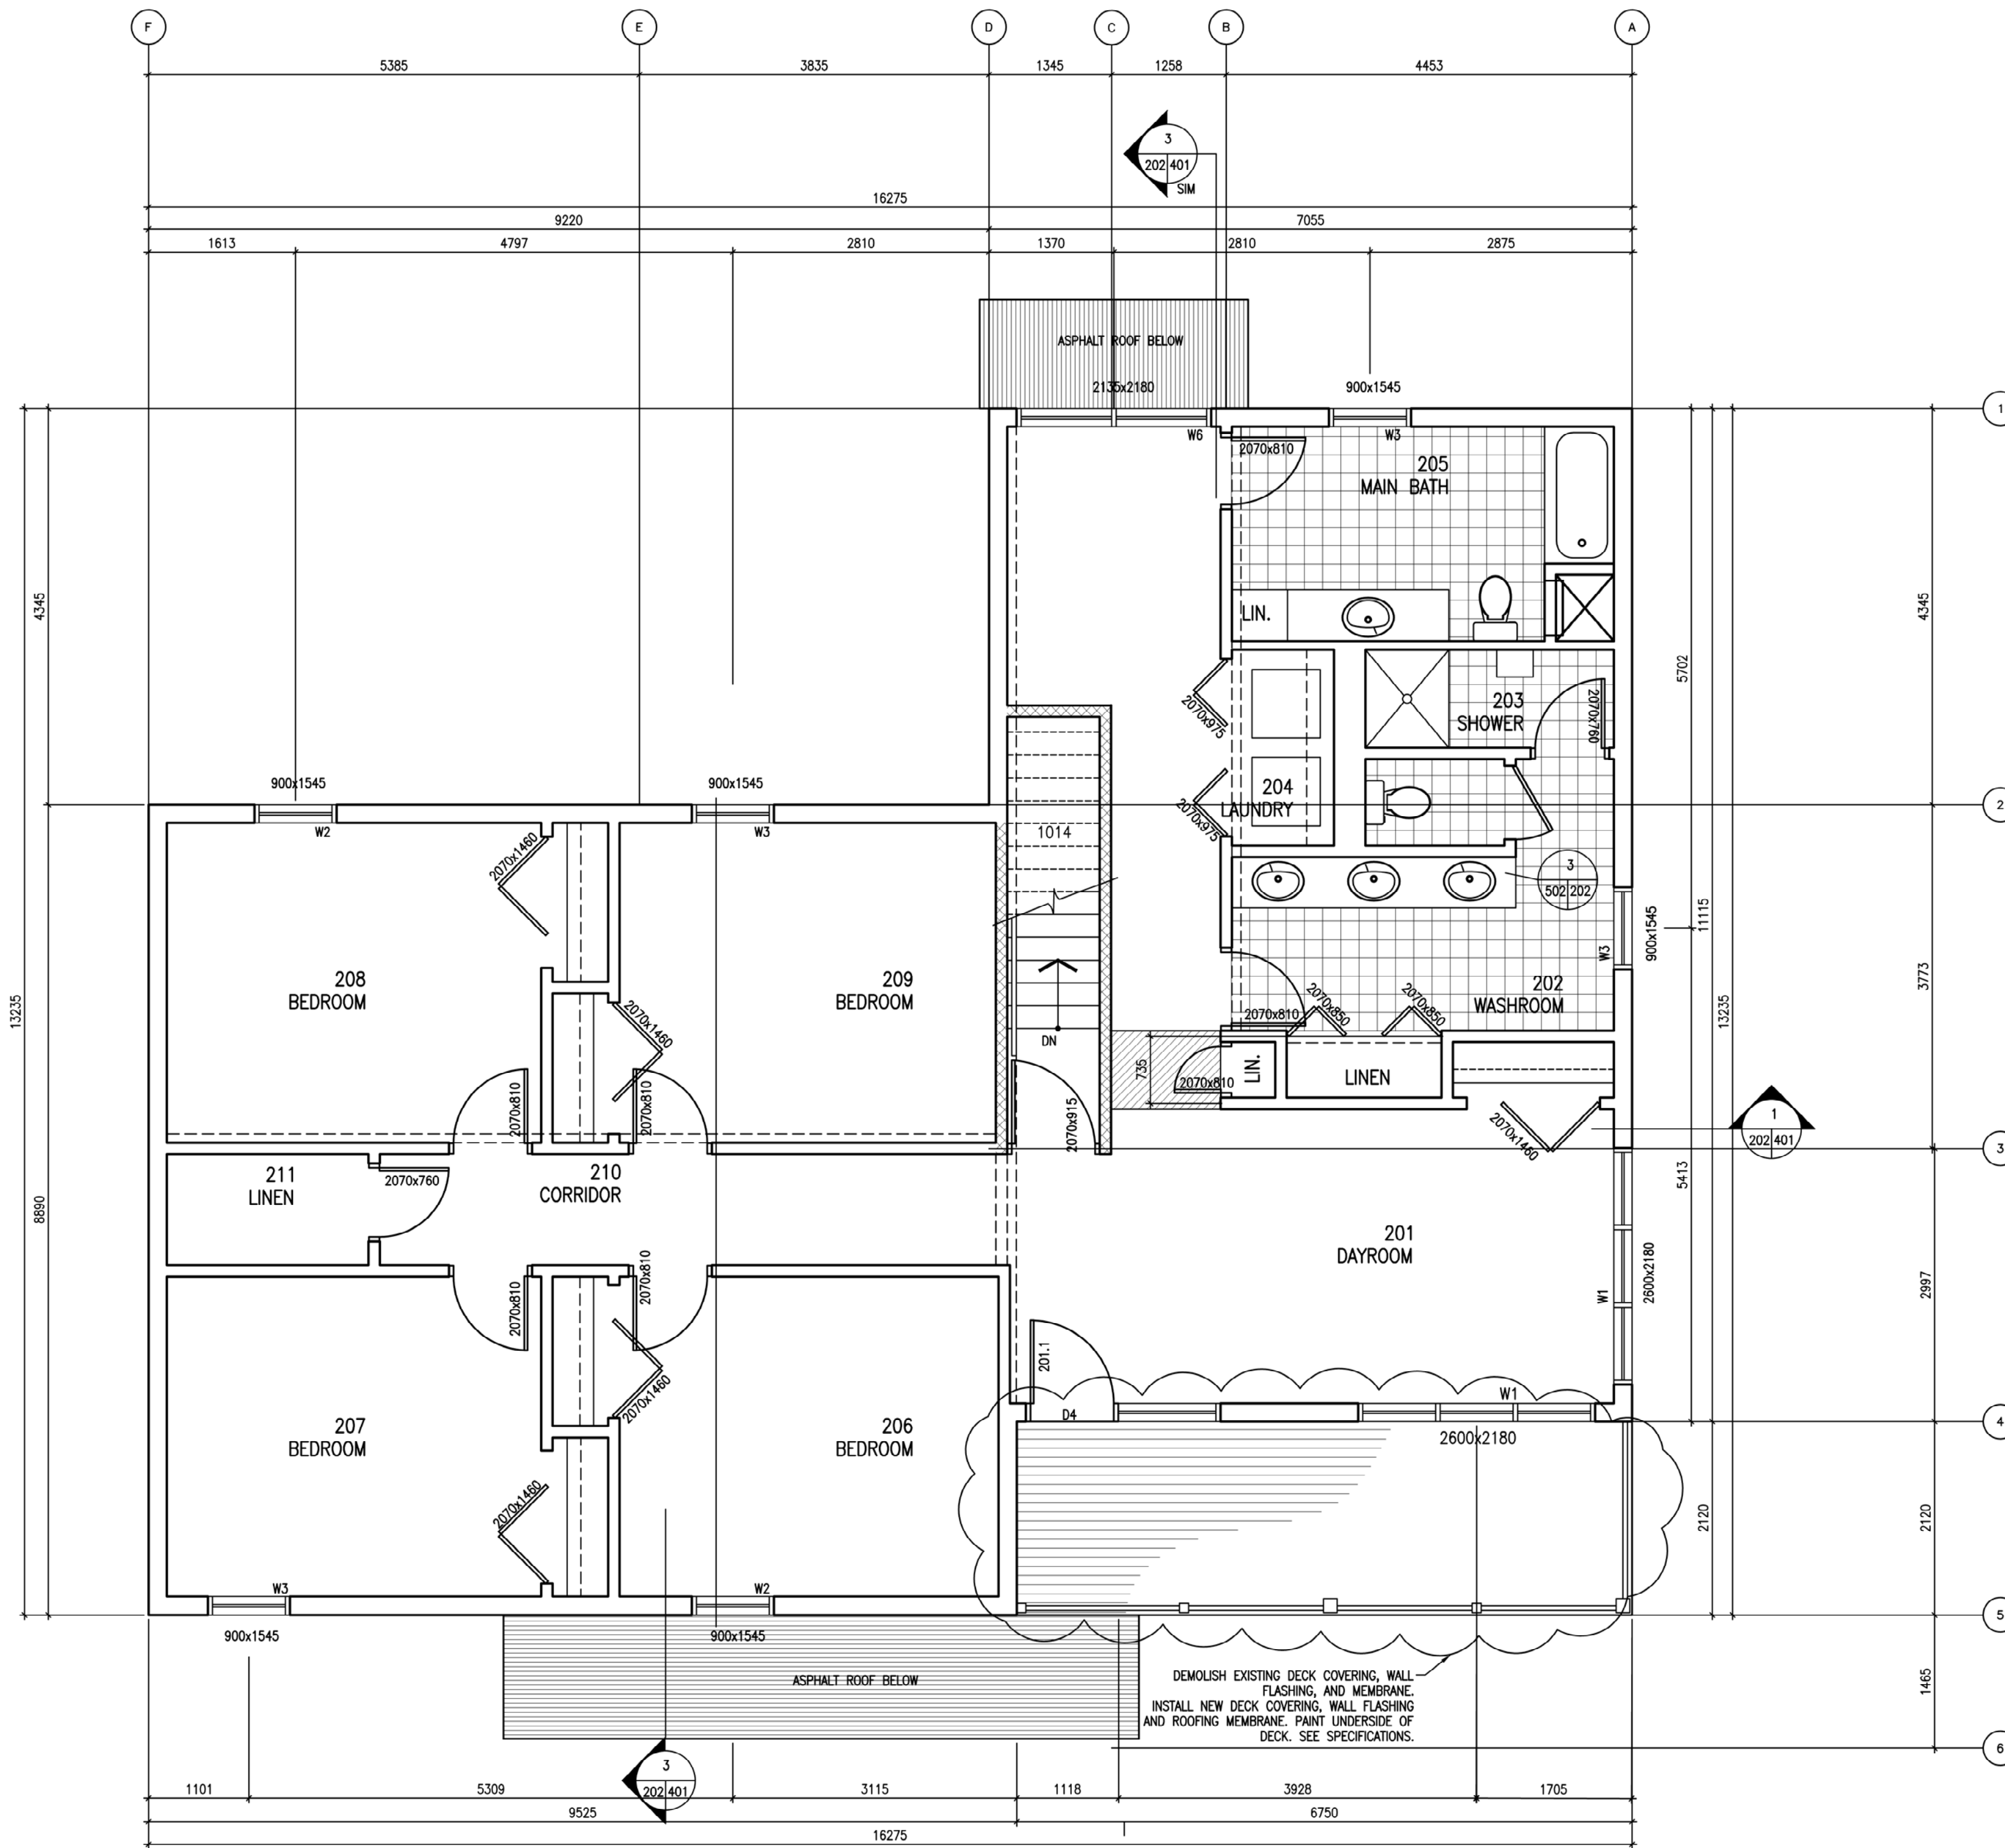 F
E
D
C
B
A
5385
3835
1345
1258
4453
3
202 401
SIM
16275
9220
7055
1613
4797
2810
1370
2810
2875
ASPHALT ROOF BELOW
2135x2180
900x1545
1
W6
W3
2070x810
205
MAIN BATH
4345
4345
LIN.
5702
203
SHOWER
2070x760
2070x975
900x1545
900x1545
204
LAUNDRY
2070x975
2
W2
W3
1014
2070x1460
3
502 202
900x1545
W3
11115
3773
208
BEDROOM
209
BEDROOM
202
WASHROOM
13235
13235
2070x1460
2070x810
2070x850
2070x850
DN
735
2070x810
LIN.
LINEN
2070x810
2070x810
2070x915
2070x1460
1
202 401
3
211
LINEN
2070x760
210
CORRIDOR
5413
8890
201
DAYROOM
2070x810
2070x810
2600x2180
W1
2997
201.1
2070x1460
D4
W1
4
207
BEDROOM
206
BEDROOM
2600x2180
2070x1460
2120
2120
W3
W2
5
900x1545
900x1545
ASPHALT ROOF BELOW
DEMOLISH EXISTING DECK COVERING, WALL
FLASHING, AND MEMBRANE.
INSTALL NEW DECK COVERING, WALL FLASHING
AND ROOFING MEMBRANE. PAINT UNDERSIDE OF
DECK. SEE SPECIFICATIONS.
1465
6
3
202 401
1101
5309
3115
1118
3928
1705
9525
6750
16275